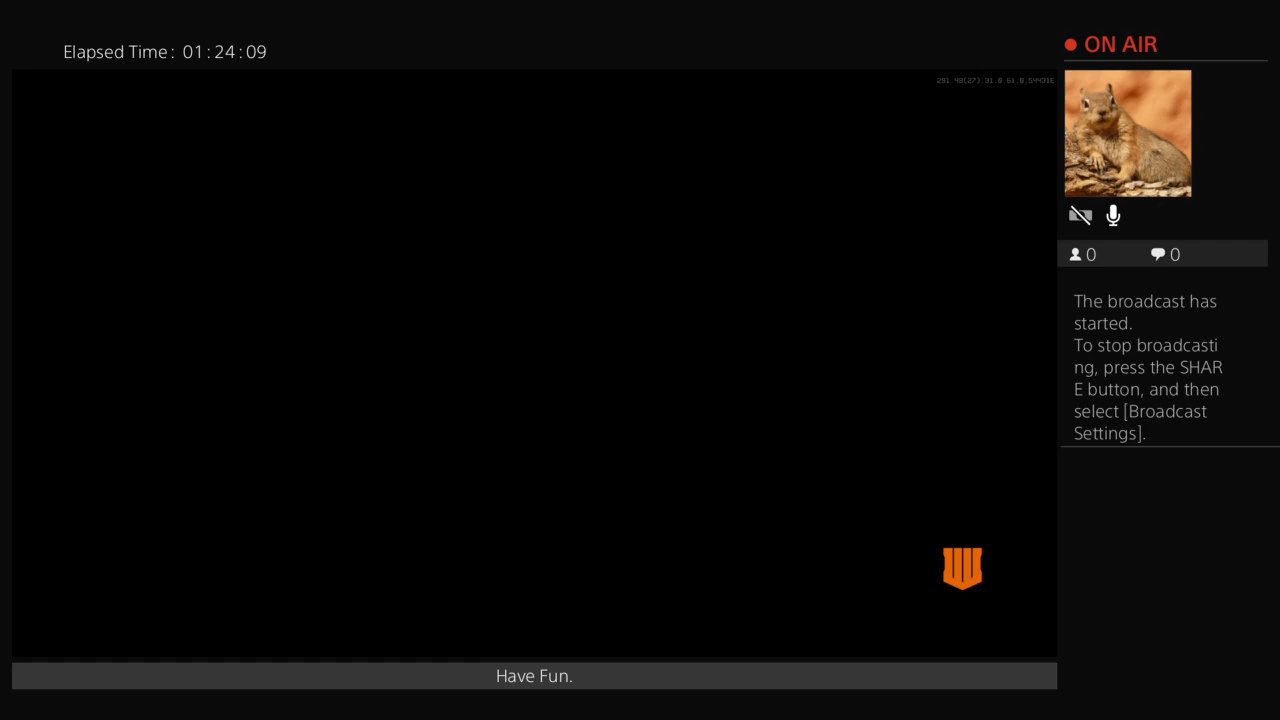 Elapsed Time: 01:24:09
ON AIR
0 0
The broadcast has
started.
To stop broadcasti
ng, press the SHAR
E button, and then
select [Broadcast
Settings].
Have Fun.